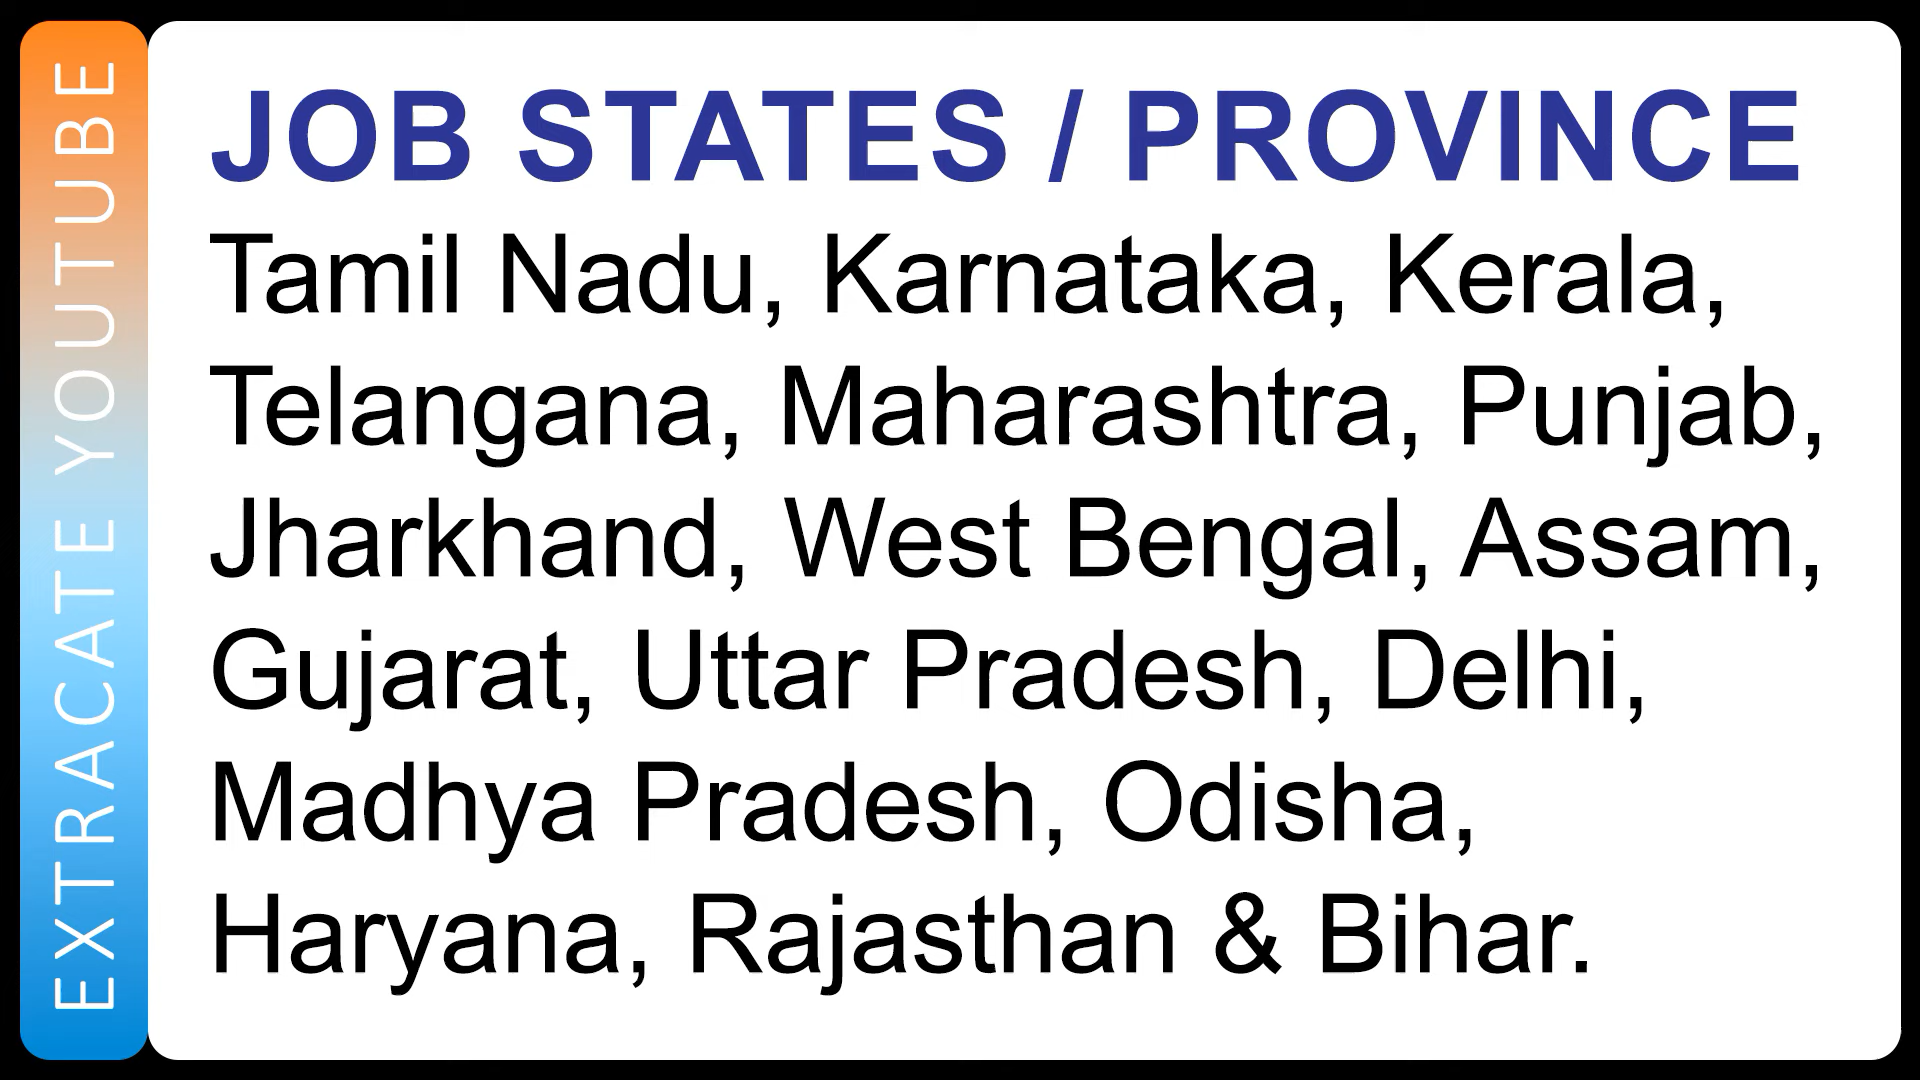 EXTRACATE YOUTUBE
JOB STATES / PROVINCE
Tamil Nadu, Karnataka, Kerala,
Telangana, Maharashtra, Punjab,
Jharkhand, West Bengal, Assam,
Gujarat, Uttar Pradesh, Delhi,
Madhya Pradesh, Odisha,
Haryana, Rajasthan & Bihar.